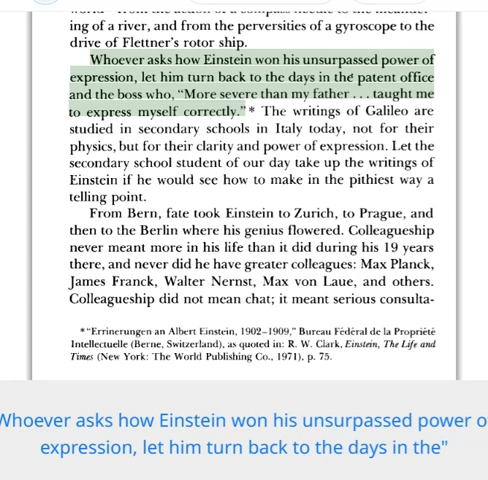 ing of a river, and from the perversities of a gyroscope to the
drive of Flettner's rotor ship.
Whoever asks how Einstein won his unsurpassed power of
expression, let him turn back to the days in the patent office
and the boss who, "More severe than my father . . . taught me
to express myself correctly."* The writings of Galileo are
studied in secondary schools in Italy today, not for their
physics, but for their clarity and power of expression. Let the
secondary school student of our day take up the writings of
Einstein if he would see how to make in the pithiest way a
telling point.
From Bern, fate took Einstein to Zurich, to Prague, and
then to the Berlin where his genius flowered. Colleagueship
never meant more in his life than it did during his 19 years
there, and never did he have greater colleagues: Max Planck,
James Franck, Walter Nernst, Max von Laue, and others.
Colleagueship did not mean chat; it meant serious consulta-
*"Errinerungen an Albert Einstein, 1902–1909," Bureau Fédéral de la Propriété
Intellectuelle (Berne, Switzerland), as quoted in: R. W. Clark, Einstein, The Life and
Times (New York: The World Publishing Co., 1971), p. 75.
Whoever asks how Einstein won his unsurpassed power o
expression, let him turn back to the days in the"